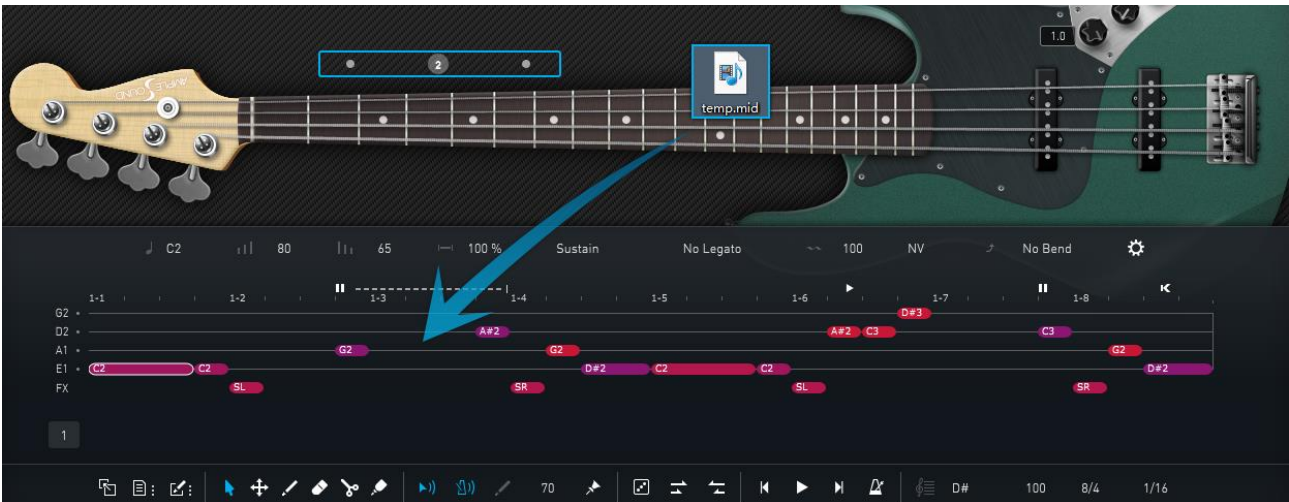 1.0
2
AMPLE SOUND
temp.mid
C2 80 65 100 % Sustain No Legato 100 NV No Bend
1-1 1-2 1-3 1-4 1-5 1-6 1-7 1-8
G2 D#3
D2 A#2 A#2 C3 C3
A1 G2 G2 G2
E1 C2 C2 D#2 C2 C2 D#2
FX SL SR SL SR
1
70 D# 100 8/4 1/16